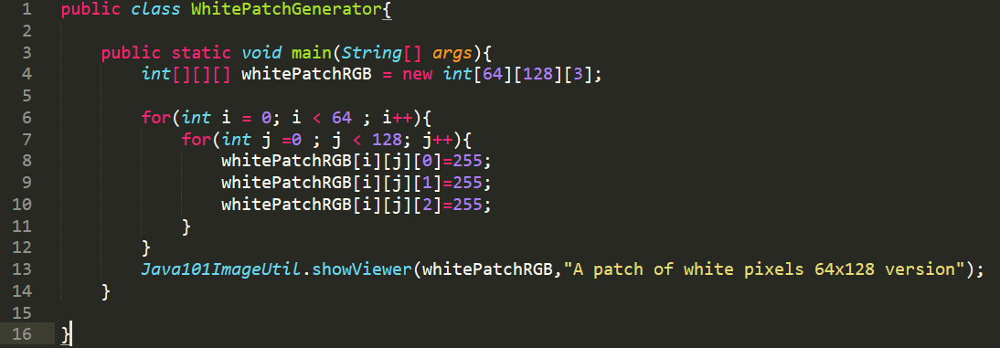 1 public class WhitePatchGenerator{
2
3     public static void main(String[] args){
4         int[][][] whitePatchRGB = new int[64][128][3];
5
6         for(int i = 0; i < 64 ; i++){
7             for(int j =0 ; j < 128; j++){
8                 whitePatchRGB[i][j][0]=255;
9                 whitePatchRGB[i][j][1]=255;
10                 whitePatchRGB[i][j][2]=255;
11             }
12         }
13         Java101ImageUtil.showViewer(whitePatchRGB,"A patch of white pixels 64x128 version");
14     }
15
16 }